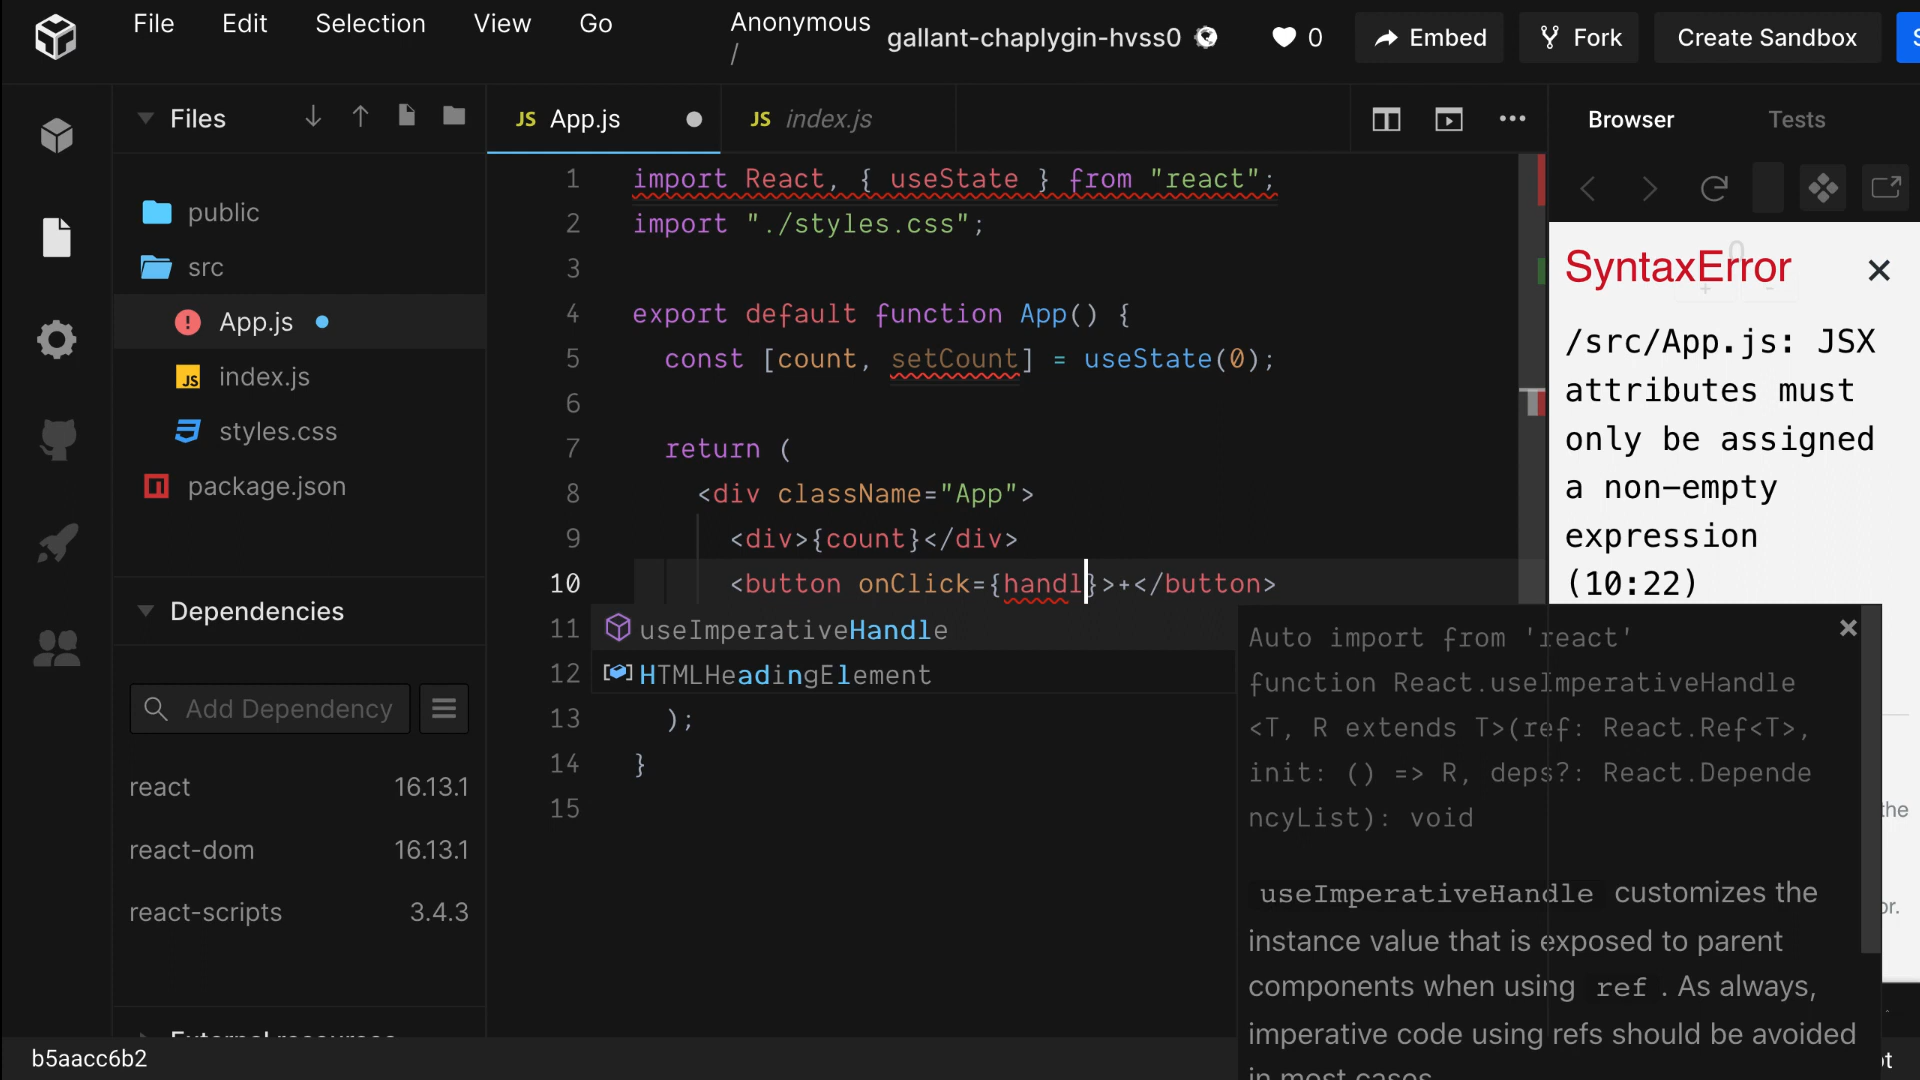 File Edit Selection View Go
Anonymous
/
gallant-chaplygin-hvss0
0
Embed
Fork
Create Sandbox
Files
JS App.js
JS index.js
Browser
Tests
public
src
App.js
JS index.js
styles.css
package.json
Dependencies
Add Dependency
react 16.13.1
react-dom 16.13.1
react-scripts 3.4.3
b5aacc6b2
1 import React, { useState } from "react";
2 import "./styles.css";
3
4 export default function App() {
5 const [count, setCount] = useState(0);
6
7 return (
8 <div className="App">
9 <div>{count}</div>
10 <button onClick={handl}>+</button>
11
12
13 );
14 }
15
useImperativeHandle
HTMLHeadingElement
SyntaxError
0
+ -
/src/App.js: JSX
attributes must
only be assigned
a non-empty
expression
(10:22)
Auto import from 'react'
function React.useImperativeHandle
<T, R extends T>(ref: React.Ref<T>,
init: () => R, deps?: React.Depende
ncyList): void
useImperativeHandle customizes the
instance value that is exposed to parent
components when using ref . As always,
imperative code using refs should be avoided
in most cases
the
or.